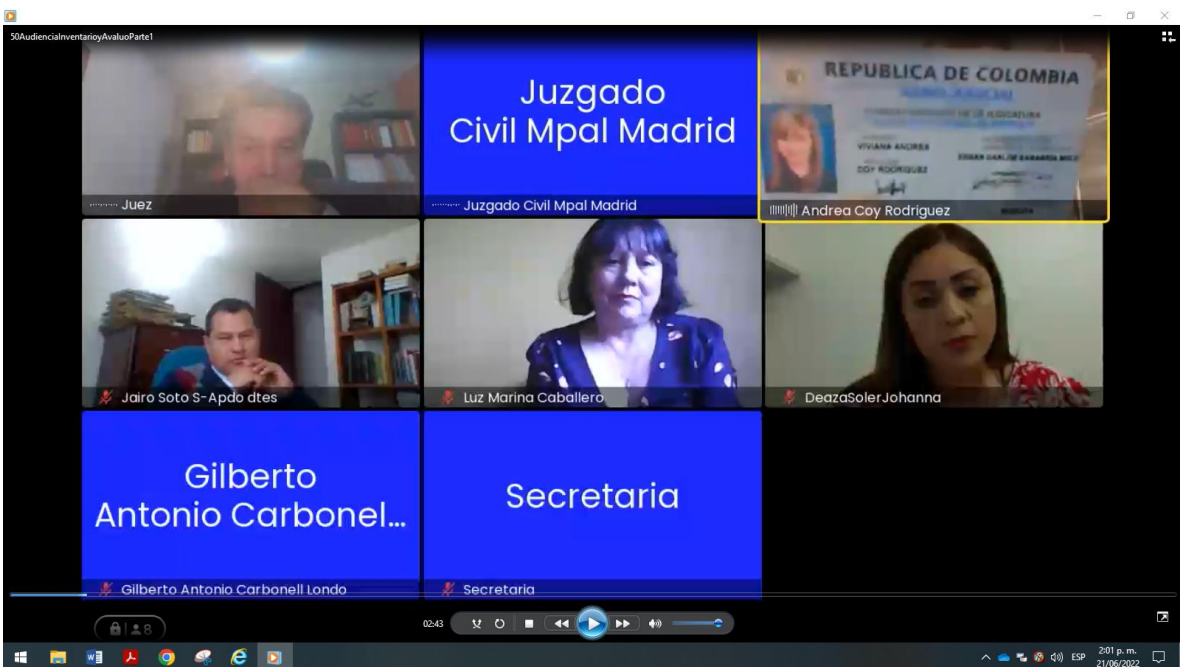 50AudienciaInventarioyAvaluoParte1
Juez
Juzgado
Civil Mpal Madrid
Juzgado Civil Mpal Madrid
REPUBLICA DE COLOMBIA
VIVIANA ANDREA
COY RODRIGUEZ
Andrea Coy Rodriguez
Jairo Soto S-Apdo dtes
Luz Marina Caballero
DeazaSolerJohanna
Gilberto
Antonio Carbonel...
Gilberto Antonio Carbonell Londo
Secretaria
Secretaria
8
02:43
ESP
2:01 p. m.
21/06/2022